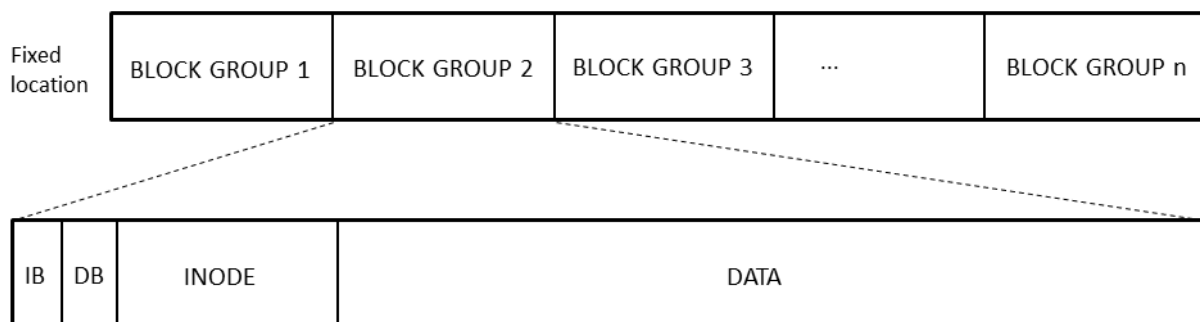 Fixed
location
BLOCK GROUP 1
BLOCK GROUP 2
BLOCK GROUP 3
...
BLOCK GROUP n
IB
DB
INODE
DATA